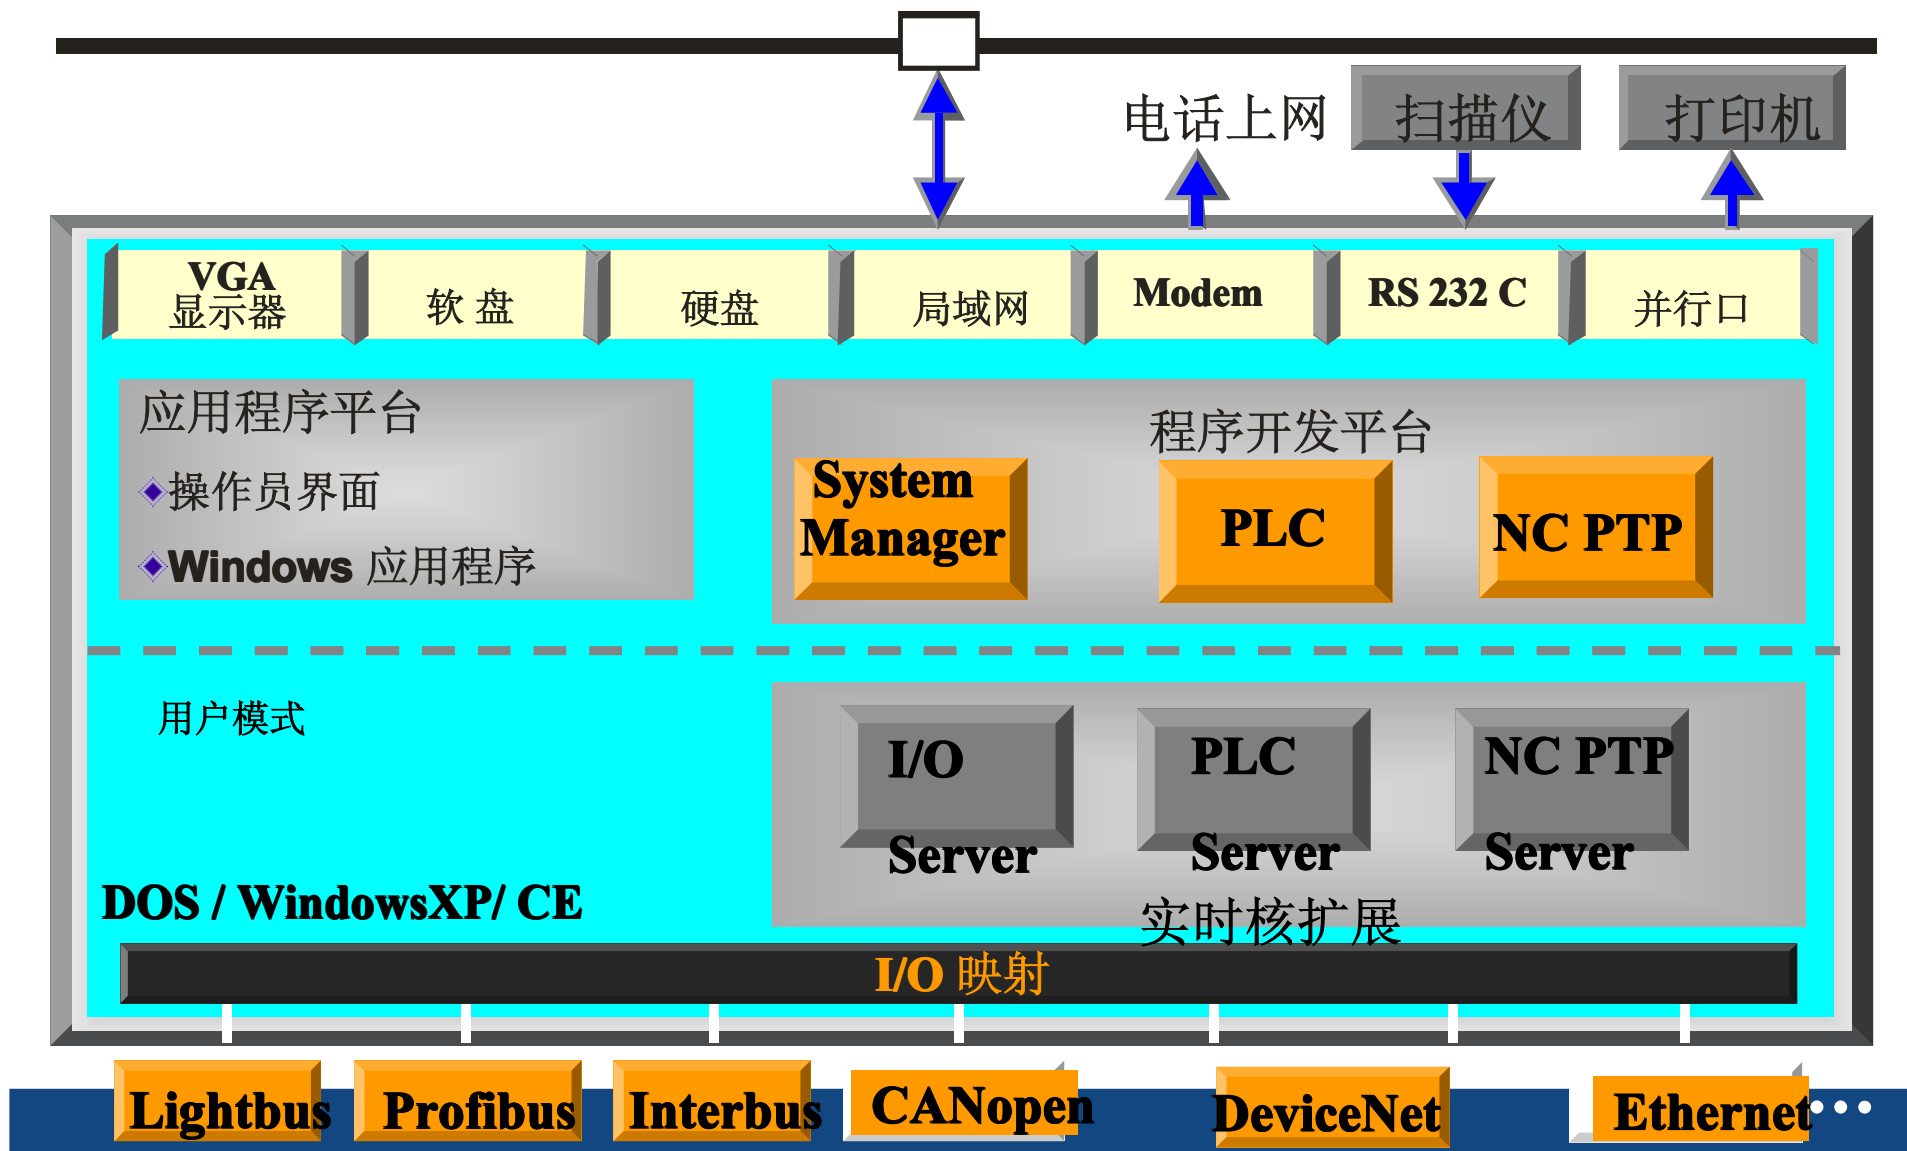 电话上网
扫描仪
打印机
VGA
显示器
软 盘
硬盘
局域网
Modem
RS 232 C
并行口
应用程序平台
操作员界面
Windows 应用程序
程序开发平台
System
Manager
PLC
NC PTP
用户模式
I/O
Server
PLC
Server
NC PTP
Server
实时核扩展
DOS / WindowsXP/ CE
I/O 映射
Lightbus
Profibus
Interbus
CANopen
DeviceNet
Ethernet...